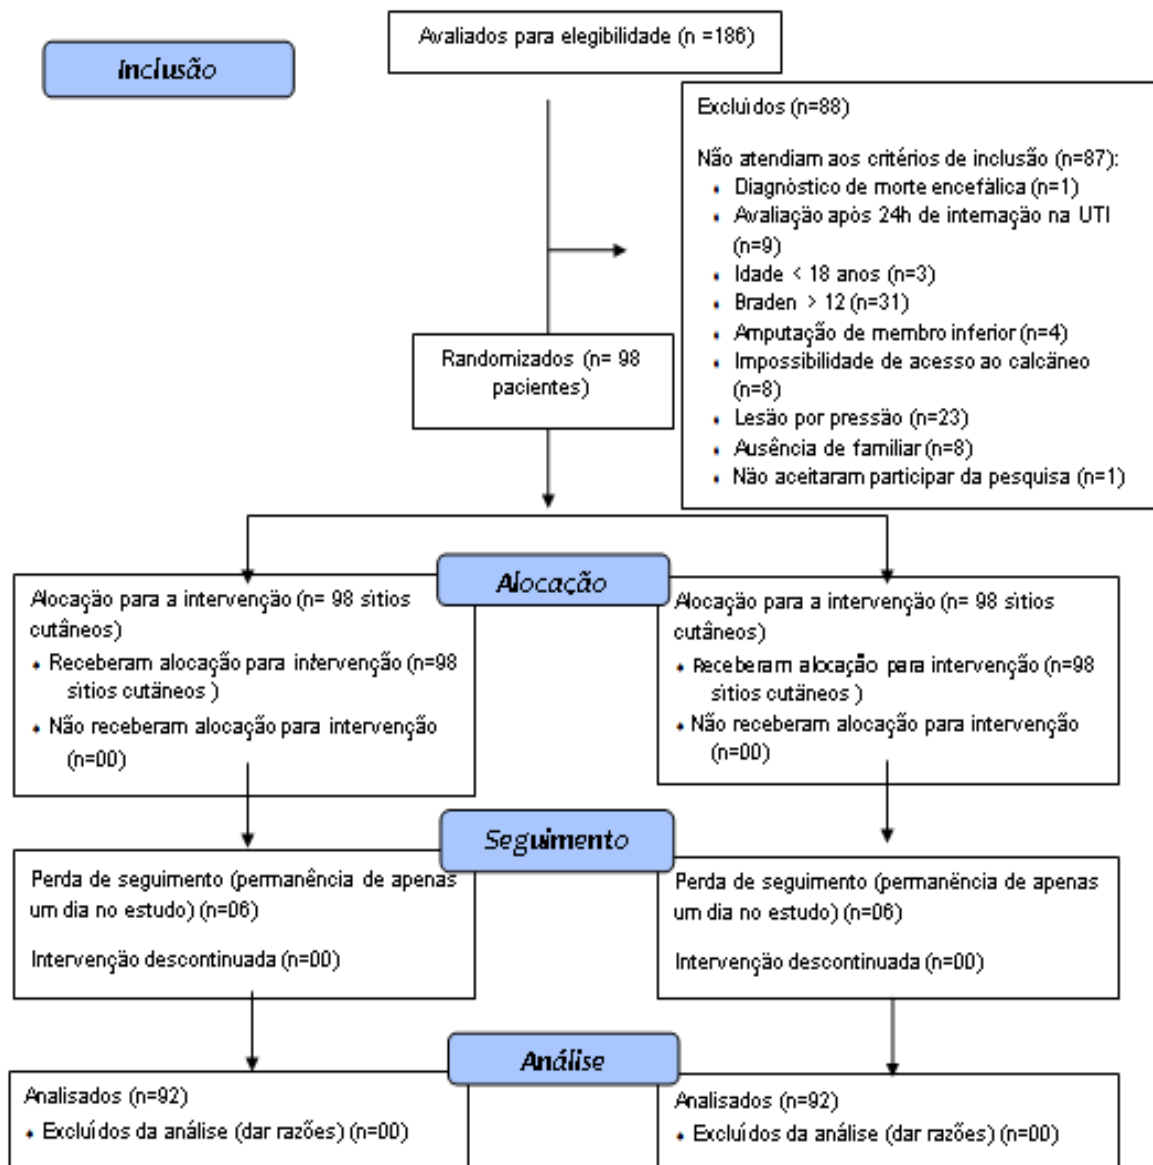 Avaliados para elegibilidade (n =186)
Inclusão
Excluídos (n=88)
Não atendiam aos critérios de inclusão (n=87):
• Diagnóstico de morte encefálica (n=1)
• Avaliação após 24h de internação na UTI
(n=9)
• Idade < 18 anos (n=3)
• Braden > 12 (n=31)
• Amputação de membro inferior (n=4)
• Impossibilidade de acesso ao calcâneo
(n=8)
• Lesão por pressão (n=23)
• Ausência de familiar (n=8)
• Não aceitaram participar da pesquisa (n=1)
Randomizados (n= 98
pacientes)
Alocação
Alocação para a intervenção (n= 98 sítios
cutâneos)
• Receberam alocação para intervenção (n=98
sítios cutâneos )
• Não receberam alocação para intervenção
(n=00)
Alocação para a intervenção (n= 98 sítios
cutâneos)
• Receberam alocação para intervenção (n=98
sítios cutâneos )
• Não receberam alocação para intervenção
(n=00)
Seguimento
Perda de seguimento (permanência de apenas
um dia no estudo) (n=06)
Intervenção descontinuada (n=00)
Perda de seguimento (permanência de apenas
um dia no estudo) (n=06)
Intervenção descontinuada (n=00)
Análise
Analisados (n=92)
• Excluídos da análise (dar razões) (n=00)
Analisados (n=92)
• Excluídos da análise (dar razões) (n=00)